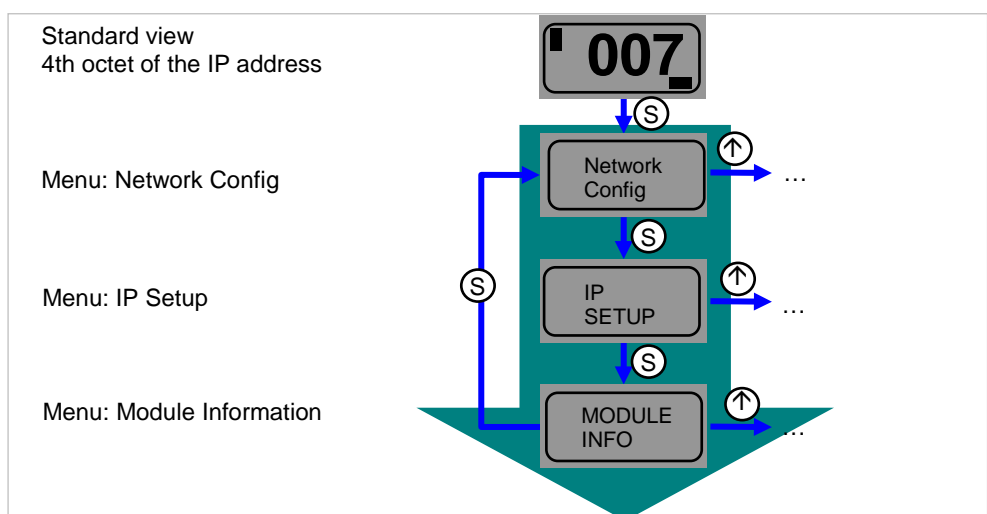 Standard view
4th octet of the IP address
007
S
Menu: Network Config
Network
Config
↑
...
S
Menu: IP Setup
S
IP
SETUP
↑
...
S
Menu: Module Information
MODULE
INFO
↑
...